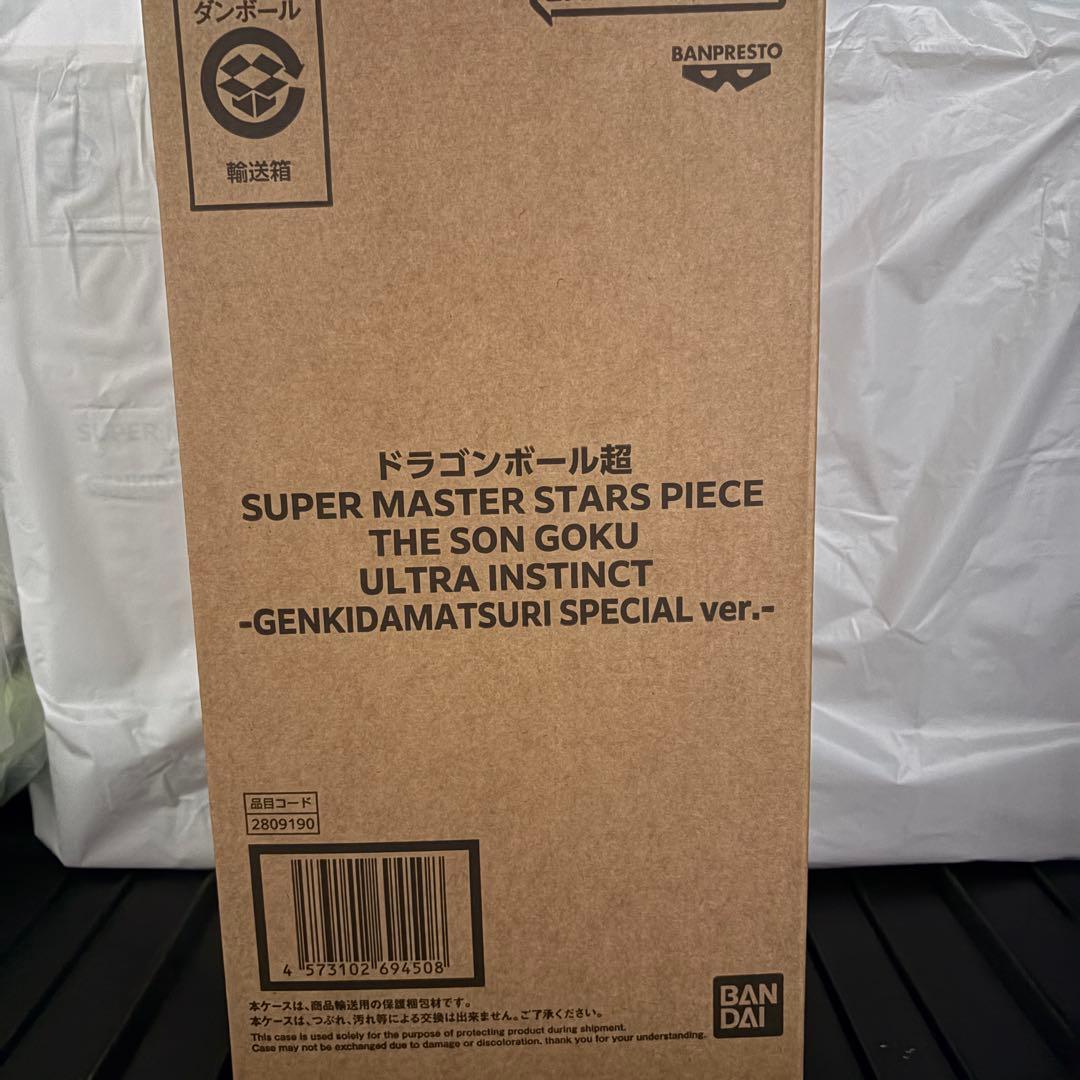 ダンボール
輸送箱
BANPRESTO
ドラゴンボール超
SUPER MASTER STARS PIECE
THE SON GOKU
ULTRA INSTINCT
-GENKIDAMATSURI SPECIAL ver.-
品目コード
2809190
4 573102 694508
BAN
DAI
本ケースは、商品輸送用の保護梱包材です。
本ケースは、つぶれ、汚れ等による交換は出来ません。ご了承ください。
This case is used solely for the purpose of protecting product during shipment.
Case may not be exchanged due to damage or discoloration. thank you for your understanding.